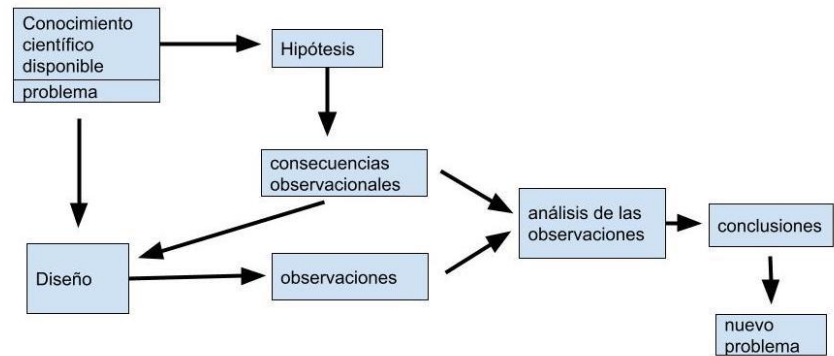 Conocimiento
científico
disponible
problema
Hipótesis
consecuencias
observacionales
Diseño
observaciones
análisis de las
observaciones
conclusiones
nuevo
problema